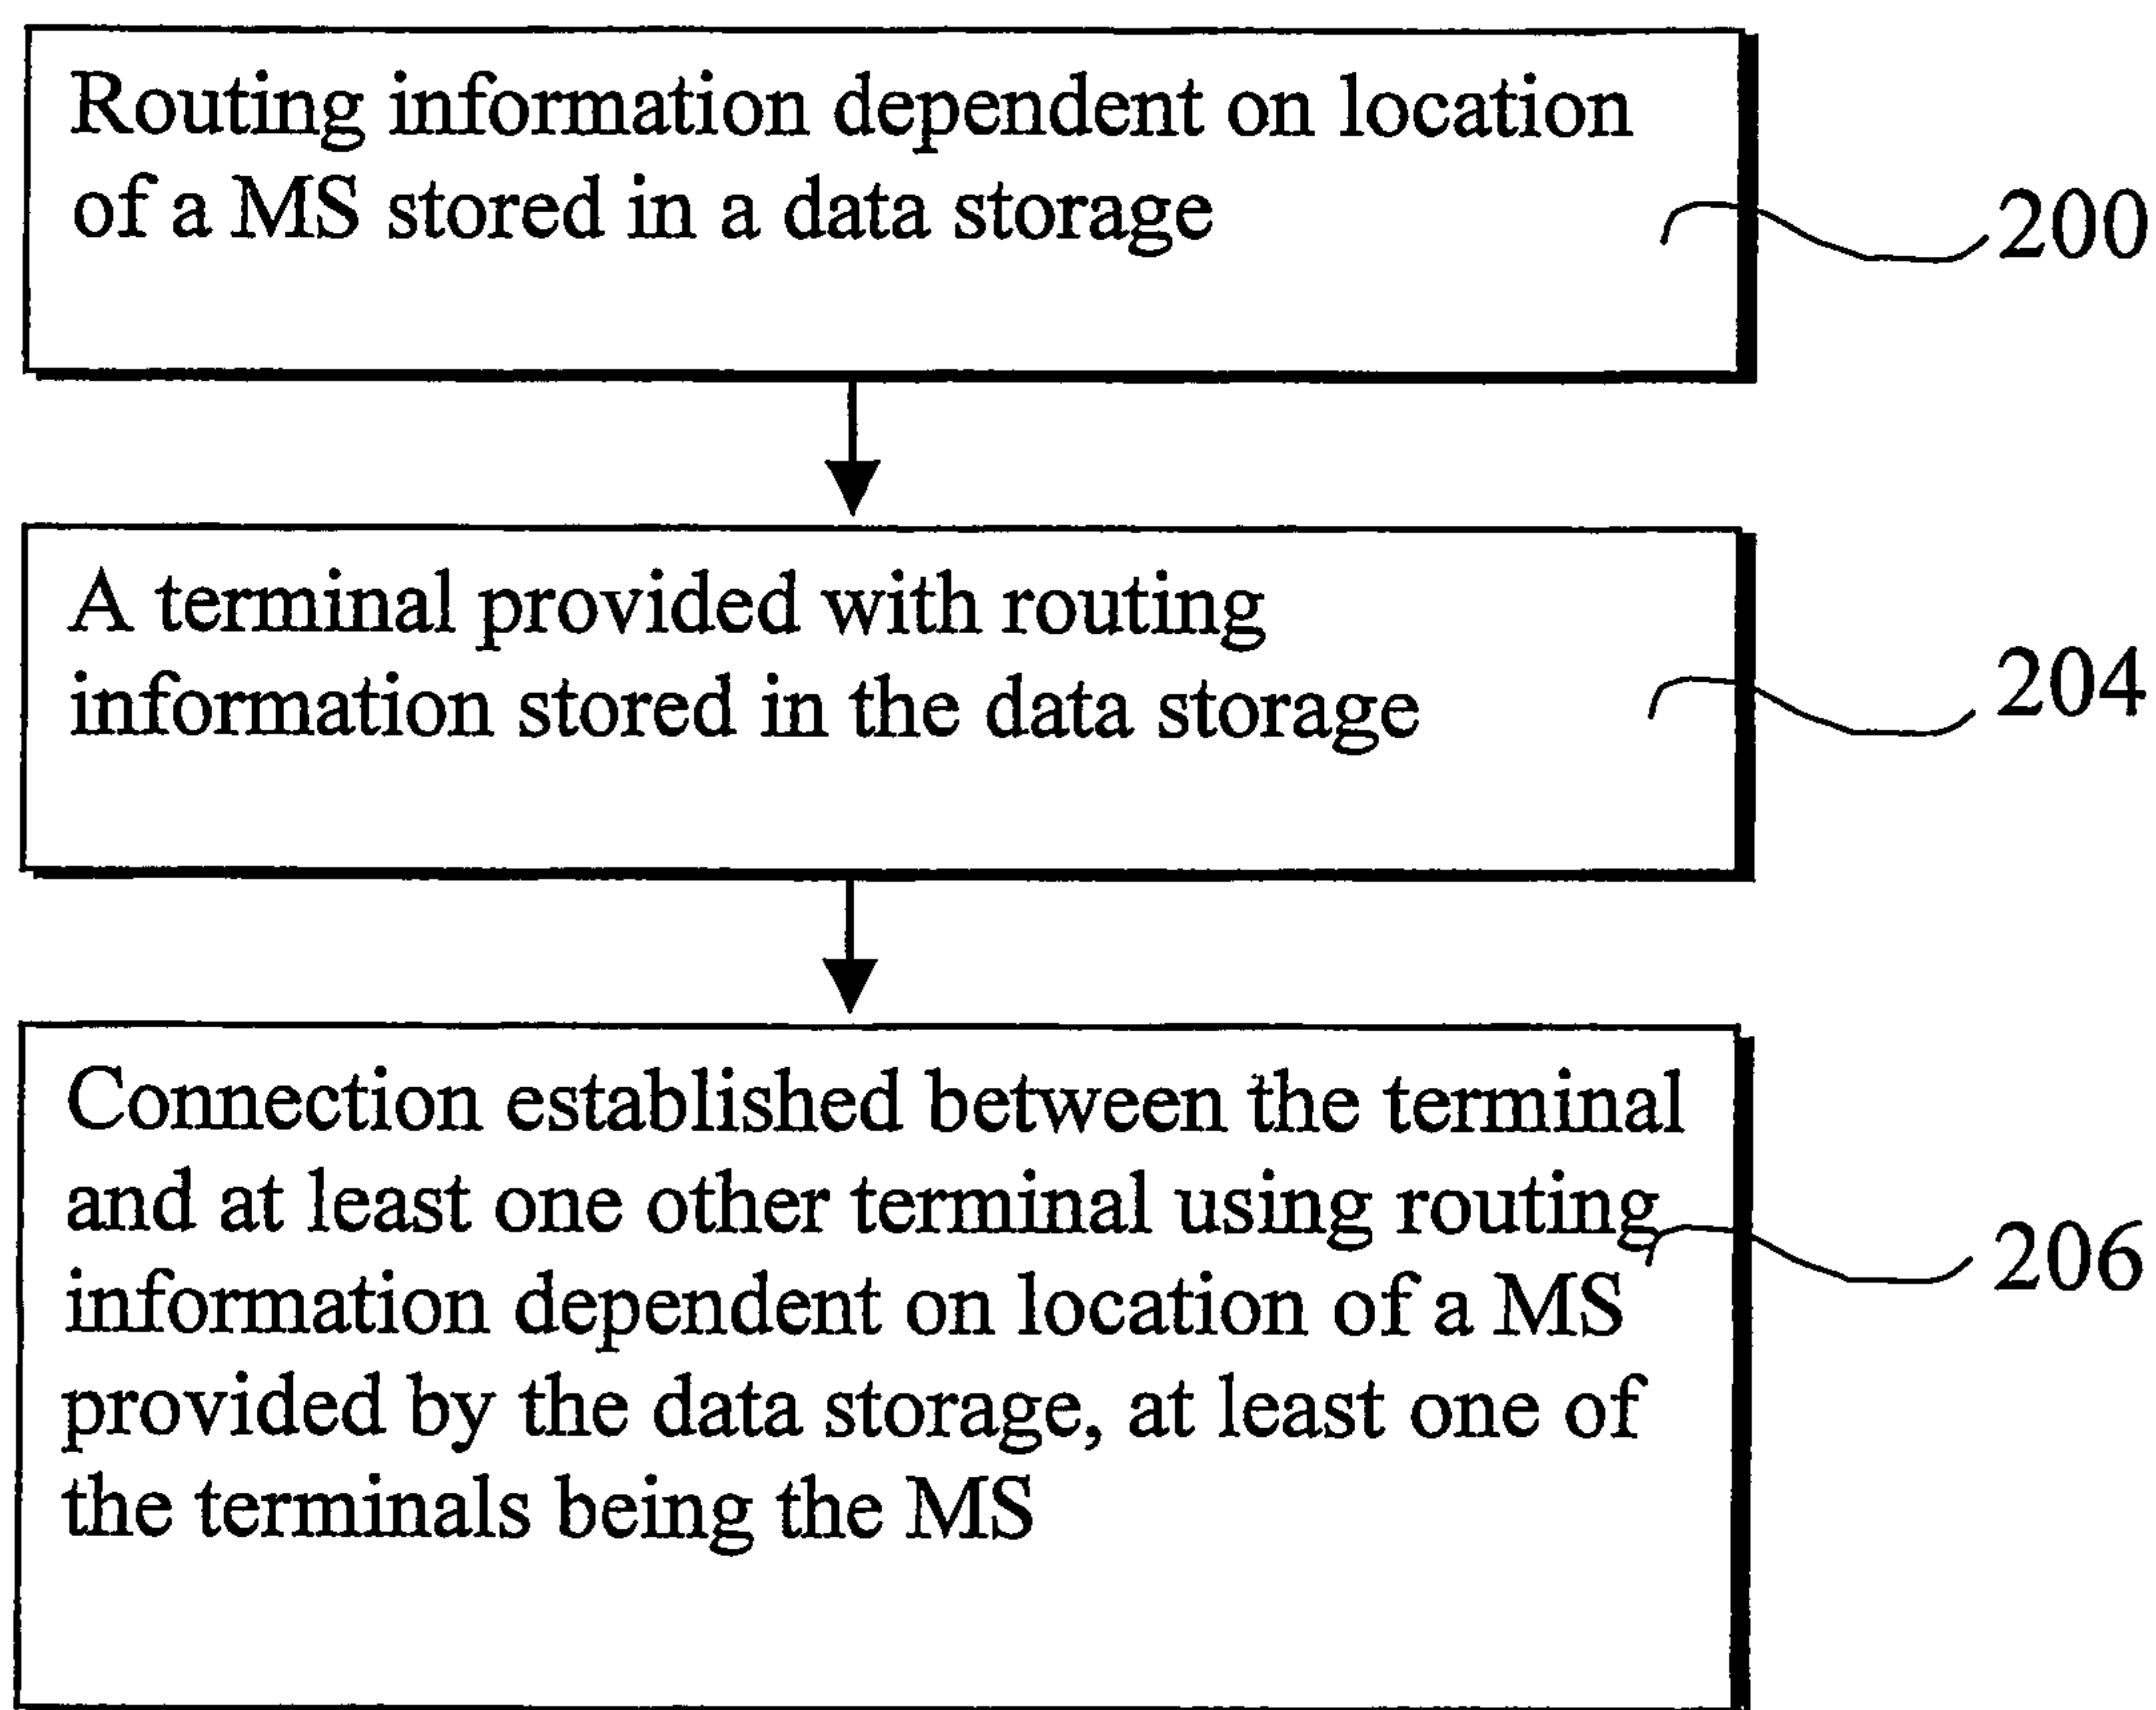 Routing information dependent on location
of a MS stored in a data storage
200
A terminal provided with routing
information stored in the data storage
204
Connection established between the terminal
and at least one other terminal using routing
information dependent on location of a MS
provided by the data storage, at least one of
the terminals being the MS
206